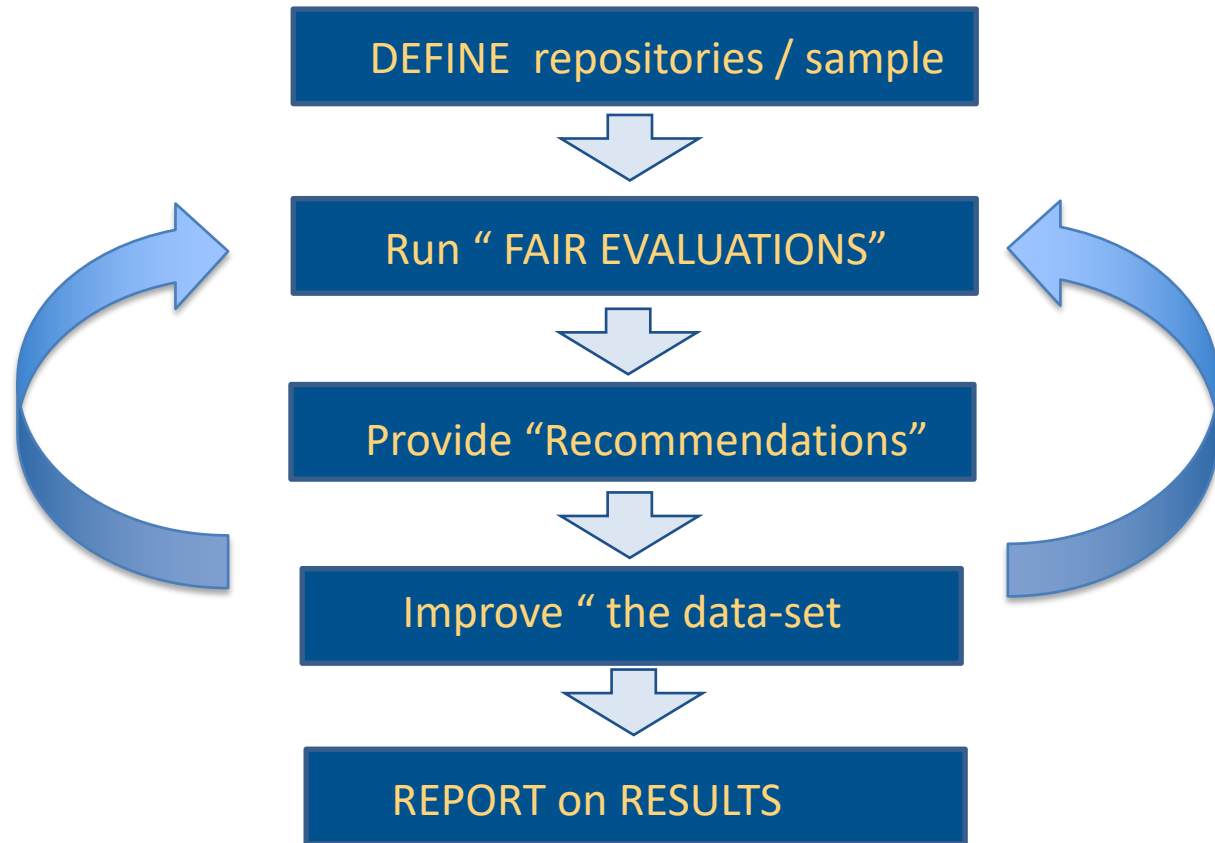 DEFINE  repositories / sample
Run “ FAIR EVALUATIONS”
Provide “Recommendations”
Improve “ the data-set
REPORT on RESULTS